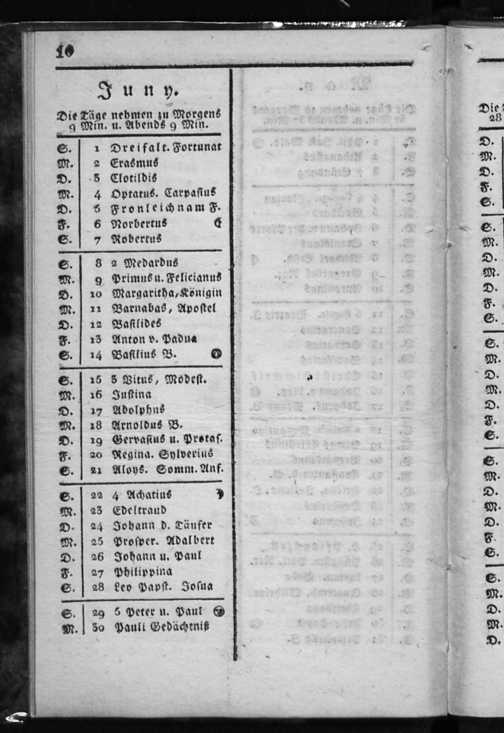 10
Juny.
Die Täge nehmen zu Morgens
9 Min. u. Abends 9 Min.
S. 1 Dreifalt. Fortunat
M. 2 Erasmus
D. 3 Clotildis
M. 4 Optatus. Carpasius
D. 5 Fronleichnam F.
F. 6 Norbertus
S. 7 Robertus
S. 8 2 Medardus
M. 9 Primus u. Felicianus
D. 10 Margaritha, Königin
M. 11 Barnabas, Apostel
D. 12 Basilides
F. 13 Anton v. Padua
S. 14 Basilius B.
S. 15 3 Vitus, Modest.
M. 16 Justina
D. 17 Adolphus
M. 18 Arnoldus B.
D. 19 Gervasius u. Protas.
F. 20 Regina. Sylverius
S. 21 Aloys. Somm. Anf.
S. 22 4 Achatius
M. 23 Edeltraud
D. 24 Johann d. Täufer
M. 25 Prosper. Adalbert
D. 26 Johann u. Paul
F. 27 Philippina
S. 28 Leo Papst. Josua
S. 29 5 Peter u. Paul
M. 30 Pauli Gedächtniß
Die
28
D.
M.
D.
F.
S.
S.
M.
D.
M.
D.
F.
S.
S.
M.
D.
M.
D.
F.
S.
S.
M.
D.
M.
D.
F.
S.
S.
M.
D.
M.
D.